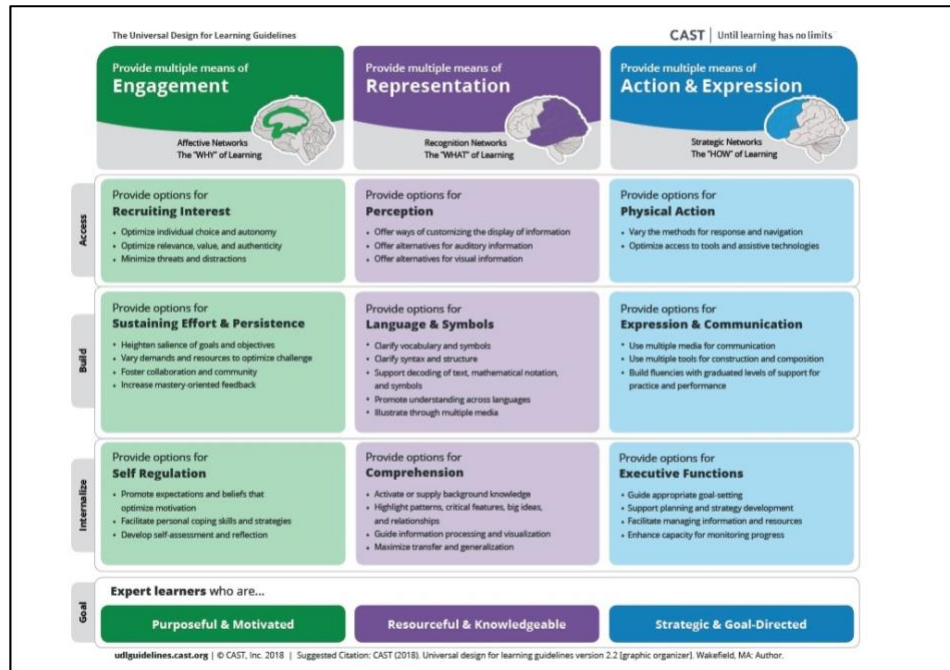 The Universal Design for Learning Guidelines
CAST | Until learning has no limits
Provide multiple means of
Engagement
Affective Networks
The "WHY" of Learning
Provide multiple means of
Representation
Recognition Networks
The "WHAT" of Learning
Provide multiple means of
Action & Expression
Strategic Networks
The "HOW" of Learning
Access
Provide options for
Recruiting Interest
• Optimize individual choice and autonomy
• Optimize relevance, value, and authenticity
• Minimize threats and distractions
Provide options for
Perception
• Offer ways of customizing the display of information
• Offer alternatives for auditory information
• Offer alternatives for visual information
Provide options for
Physical Action
• Vary the methods for response and navigation
• Optimize access to tools and assistive technologies
Build
Provide options for
Sustaining Effort & Persistence
• Heighten salience of goals and objectives
• Vary demands and resources to optimize challenge
• Foster collaboration and community
• Increase mastery-oriented feedback
Provide options for
Language & Symbols
• Clarify vocabulary and symbols
• Clarify syntax and structure
• Support decoding of text, mathematical notation,
and symbols
• Promote understanding across languages
• Illustrate through multiple media
Provide options for
Expression & Communication
• Use multiple media for communication
• Use multiple tools for construction and composition
• Build fluencies with graduated levels of support for
practice and performance
Internalize
Provide options for
Self Regulation
• Promote expectations and beliefs that
optimize motivation
• Facilitate personal coping skills and strategies
• Develop self-assessment and reflection
Provide options for
Comprehension
• Activate or supply background knowledge
• Highlight patterns, critical features, big ideas,
and relationships
• Guide information processing and visualization
• Maximize transfer and generalization
Provide options for
Executive Functions
• Guide appropriate goal-setting
• Support planning and strategy development
• Facilitate managing information and resources
• Enhance capacity for monitoring progress
Goal
Expert learners who are...
Purposeful & Motivated
Resourceful & Knowledgeable
Strategic & Goal-Directed
udlguidelines.cast.org | © CAST, Inc. 2018 | Suggested Citation: CAST (2018). Universal design for learning guidelines version 2.2 [graphic organizer]. Wakefield, MA: Author.